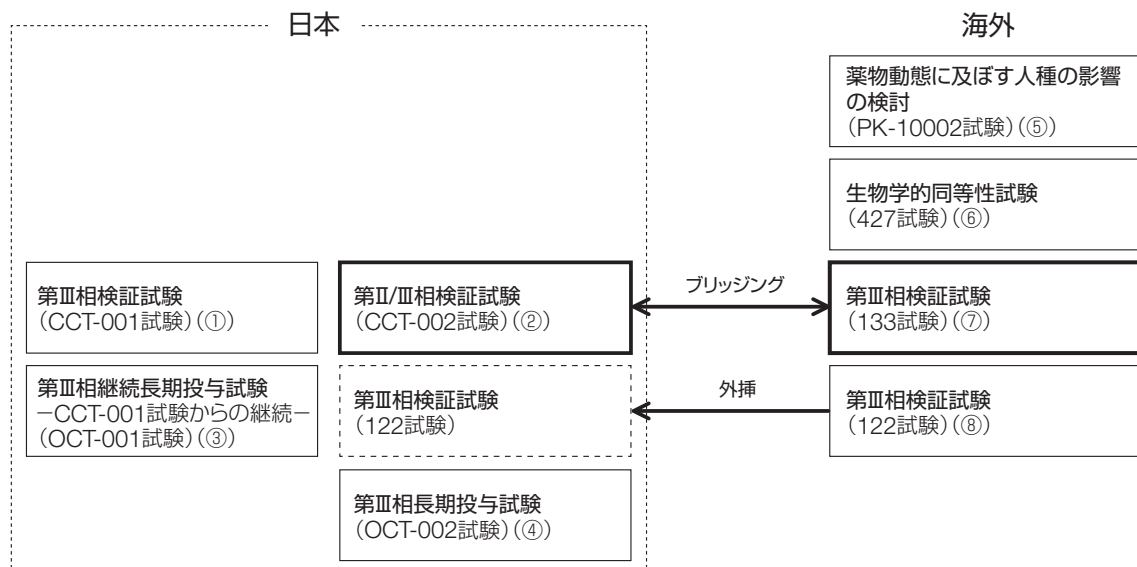 日本
海外
薬物動態に及ぼす人種の影響
の検討
(PK-10002試験)(⑤)
生物学的同等性試験
(427試験)(⑥)
第Ⅲ相検証試験
(CCT-001試験)(①)
第Ⅱ/Ⅲ相検証試験
(CCT-002試験)(②)
ブリッジング
第Ⅲ相検証試験
(133試験)(⑦)
第Ⅲ相継続長期投与試験
−CCT-001試験からの継続−
(OCT-001試験)(③)
第Ⅲ相検証試験
(122試験)
外挿
第Ⅲ相検証試験
(122試験)(⑧)
第Ⅲ相長期投与試験
(OCT-002試験)(④)